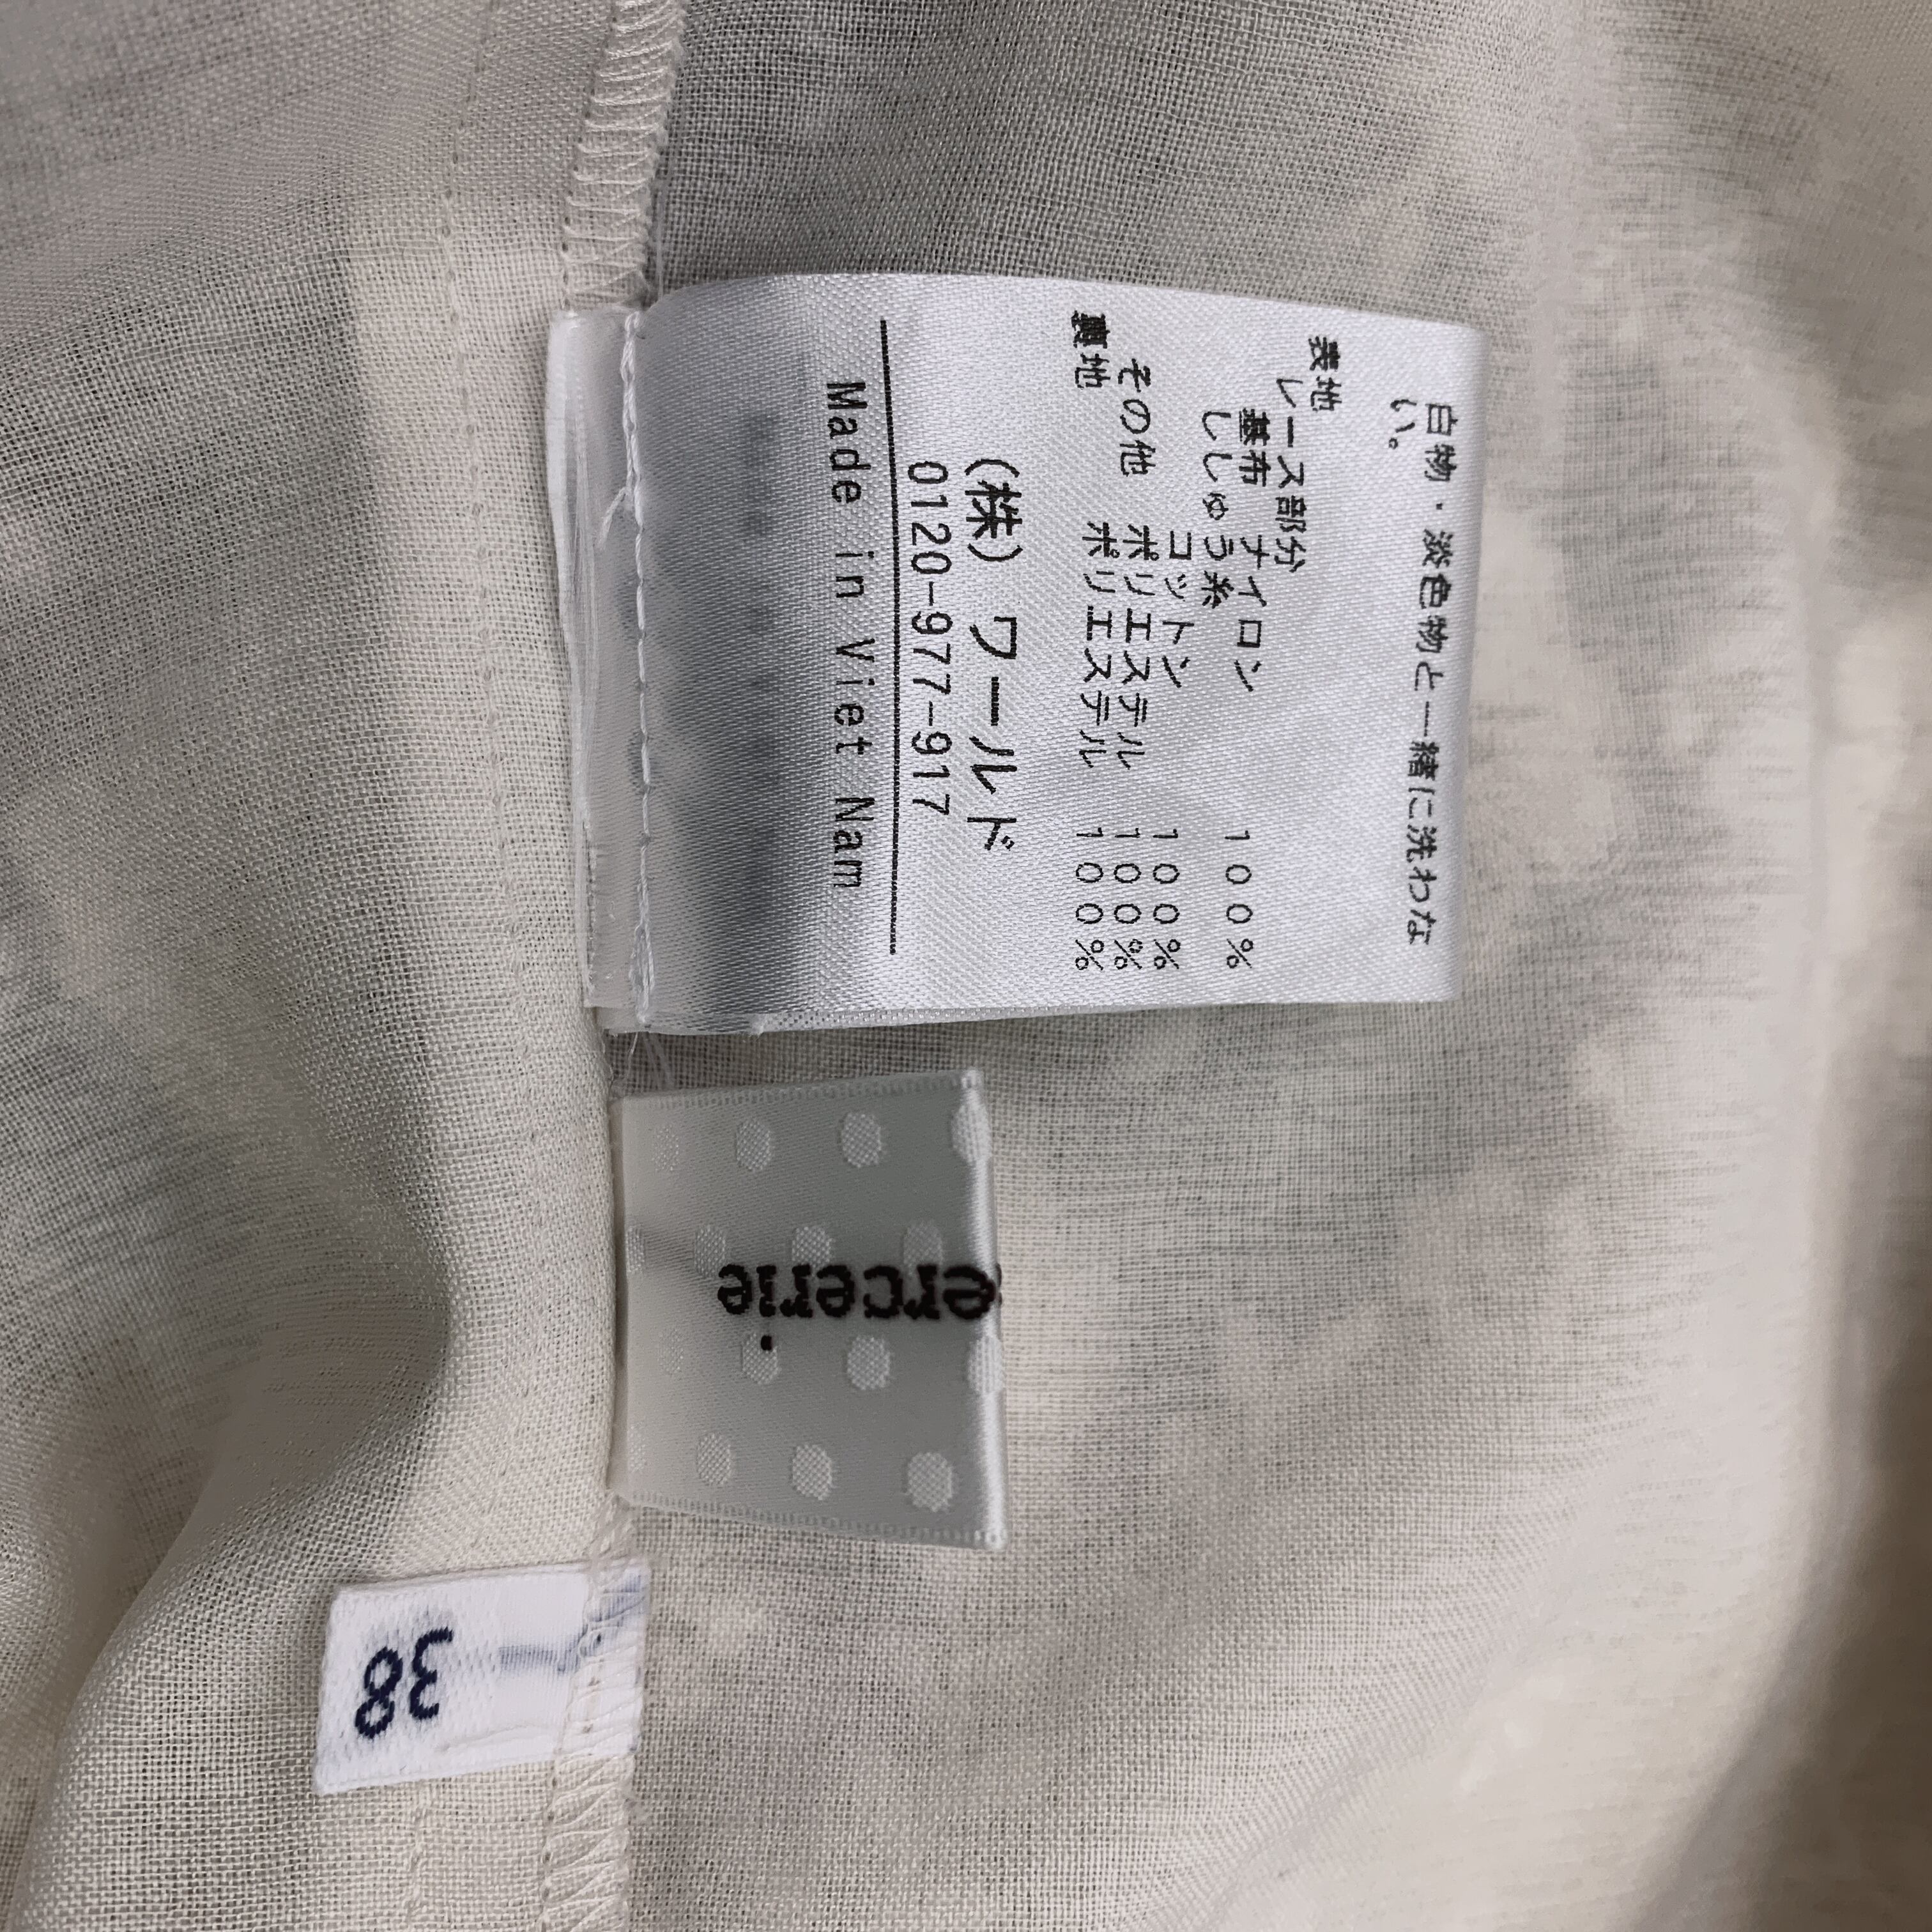 白物・淡色物と一緒に洗わな
い。
表地
レース部分
基布 ナイロン 100%
ししゅう糸
コットン 100%
その他 ポリエステル 100%
裏地 ポリエステル 100%
(株) ワールド
0120-977-917
Made in Viet Nam
ercerie
38